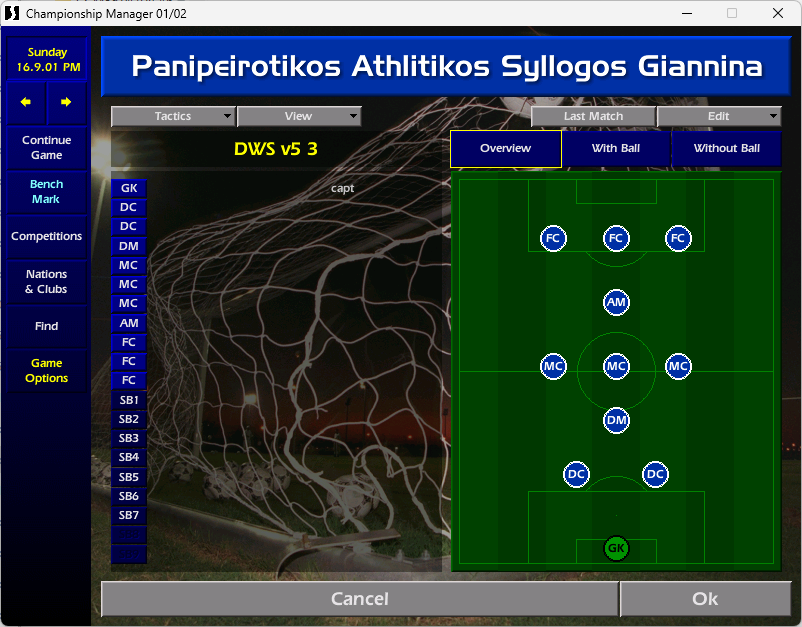 Championship Manager 01/02
Sunday
16.9.01 PM
Continue
Game
Bench
Mark
Competitions
Nations
& Clubs
Find
Game
Options
Panipeirotikos Athlitikos Syllogos Giannina
Tactics
View
Last Match
Edit
DWS v5 3
Overview
With Ball
Without Ball
GK capt
DC
DC
DM
MC
MC
MC
AM
FC
FC
FC
SB1
SB2
SB3
SB4
SB5
SB6
SB7
FC FC FC
AM
MC MC MC
DM
DC DC
GK
Cancel
Ok